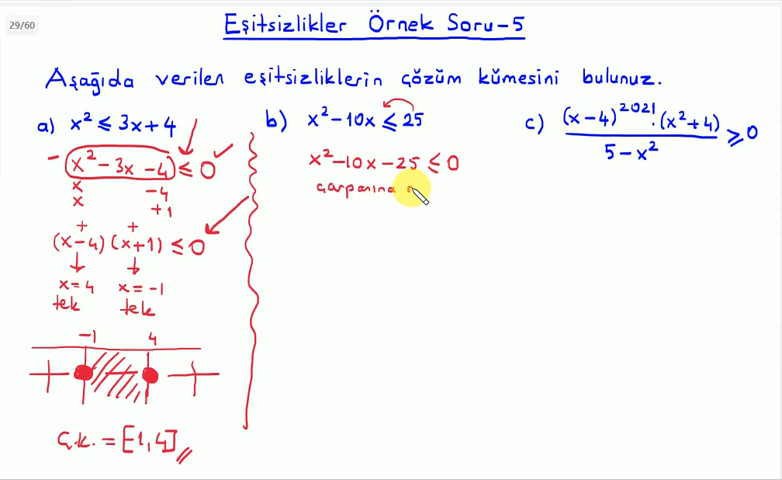 29/60
Eşitsizlikler Örnek Soru-5
Aşağıda verilen eşitsizliklerin çözüm kümesini bulunuz.
a) x² ≤ 3x+4
- x²-3x-4 ≤ 0
x -4
x +1
+ +
(x-4)(x+1) ≤ 0
x=4 x=-1
tek tek
-1 4
+ - +
Ç.K. = [-1,4]
b) x²-10x ≤ 25
x²-10x-25 ≤ 0
çarpanına
c) (x-4)²⁰²¹.(x²+4)
5-x² ≥ 0